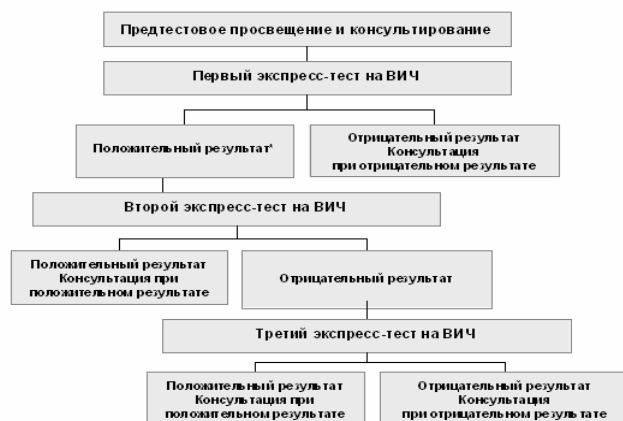 Предтестовое просвещение и консультирование
Первый экспресс-тест на ВИЧ
Положительный результат*
Отрицательный результат
Консультация
при отрицательном результате
Второй экспресс-тест на ВИЧ
Положительный результат
Консультация при
положительном результате
Отрицательный результат
Третий экспресс-тест на ВИЧ
Положительный результат
Консультация при
положительном результате
Отрицательный результат
Консультация
при отрицательном результате